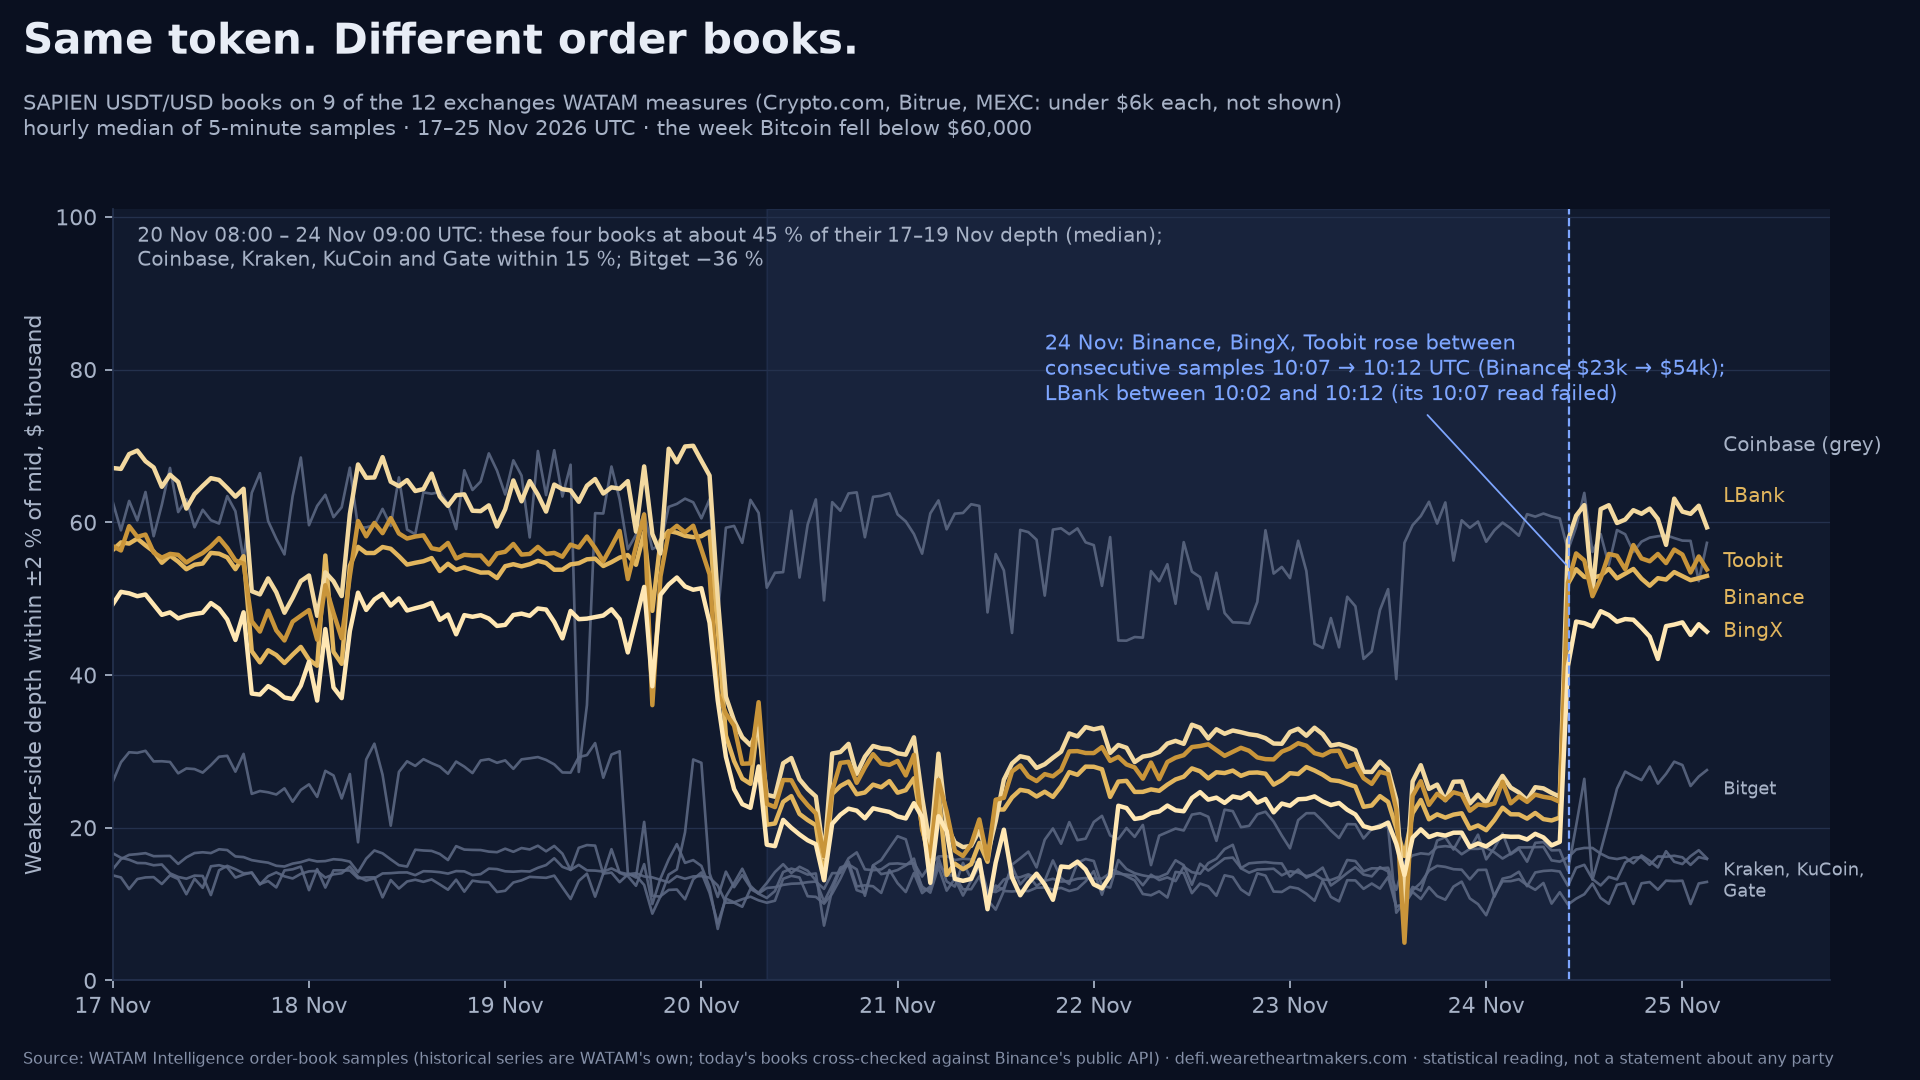 Same token. Different order books.
SAPIEN USDT/USD books on 9 of the 12 exchanges WATAM measures (Crypto.com, Bitrue, MEXC: under $6k each, not shown)
hourly median of 5-minute samples · 17–25 Nov 2026 UTC · the week Bitcoin fell below $60,000
Weaker-side depth within ±2 % of mid, $ thousand
100
80
60
40
20
0
20 Nov 08:00 – 24 Nov 09:00 UTC: these four books at about 45 % of their 17–19 Nov depth (median);
Coinbase, Kraken, KuCoin and Gate within 15 %; Bitget −36 %
24 Nov: Binance, BingX, Toobit rose between
consecutive samples 10:07 → 10:12 UTC (Binance $23k → $54k);
LBank between 10:02 and 10:12 (its 10:07 read failed)
Coinbase (grey)
LBank
Toobit
Binance
BingX
Bitget
Kraken, KuCoin,
Gate
17 Nov
18 Nov
19 Nov
20 Nov
21 Nov
22 Nov
23 Nov
24 Nov
25 Nov
Source: WATAM Intelligence order-book samples (historical series are WATAM's own; today's books cross-checked against Binance's public API) · defi.wearetheartmakers.com · statistical reading, not a statement about any party